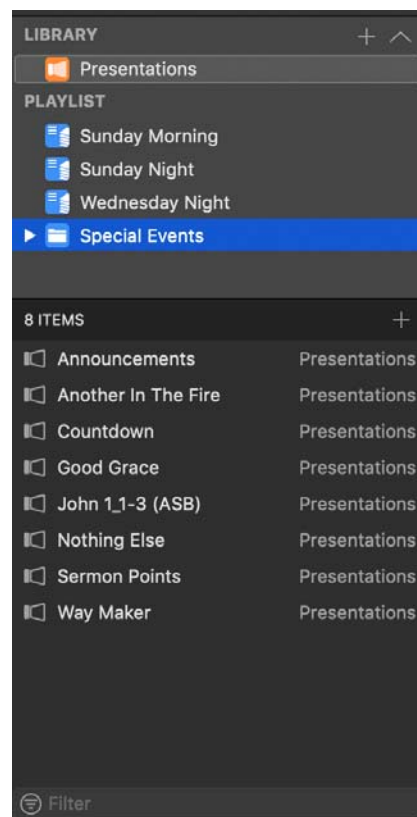 LIBRARY
Presentations
PLAYLIST
Sunday Morning
Sunday Night
Wednesday Night
Special Events
8 ITEMS
Announcements Presentations
Another In The Fire Presentations
Countdown Presentations
Good Grace Presentations
John 1_1-3 (ASB) Presentations
Nothing Else Presentations
Sermon Points Presentations
Way Maker Presentations
Filter